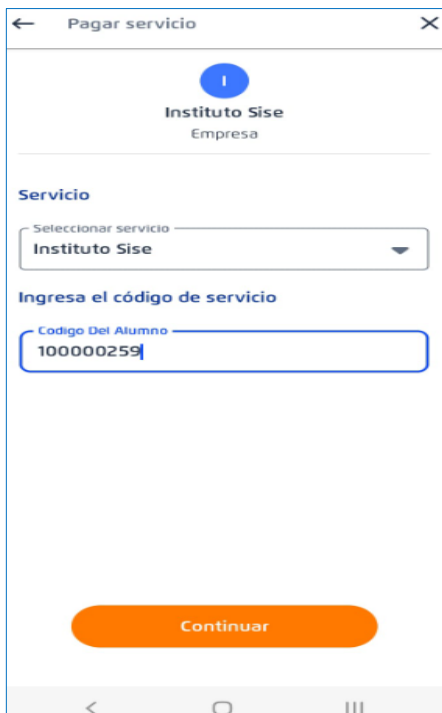 Pagar servicio
I
Instituto Sise
Empresa
Servicio
Seleccionar servicio
Instituto Sise
Ingresa el código de servicio
Codigo Del Alumno
100000259
Continuar